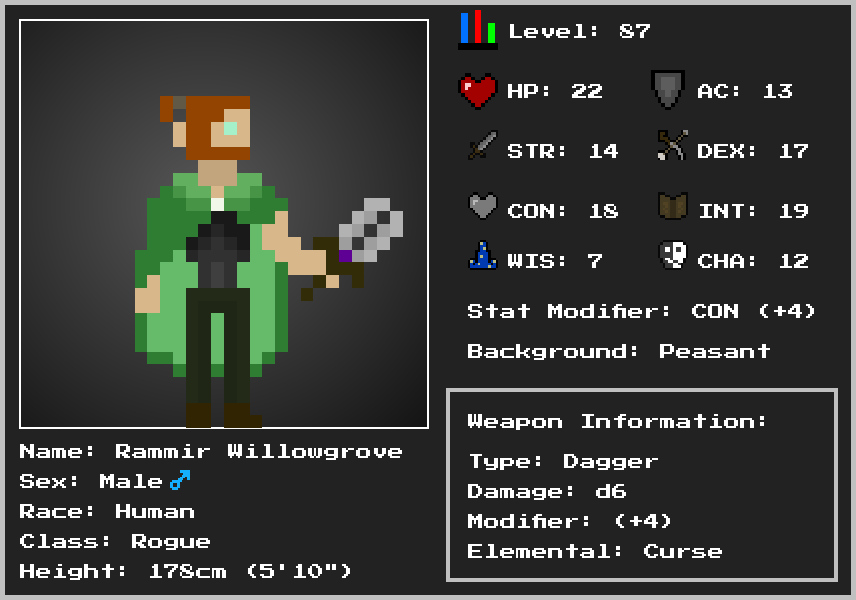 Level: 87
HP: 22
AC: 13
STR: 14
DEX: 17
CON: 18
INT: 19
WIS: 7
CHA: 12
Stat Modifier: CON (+4)
Background: Peasant
Weapon Information:
Type: Dagger
Damage: d6
Modifier: (+4)
Elemental: Curse
Name: Rammir Willowgrove
Sex: Male♂
Race: Human
Class: Rogue
Height: 178cm (5'10")